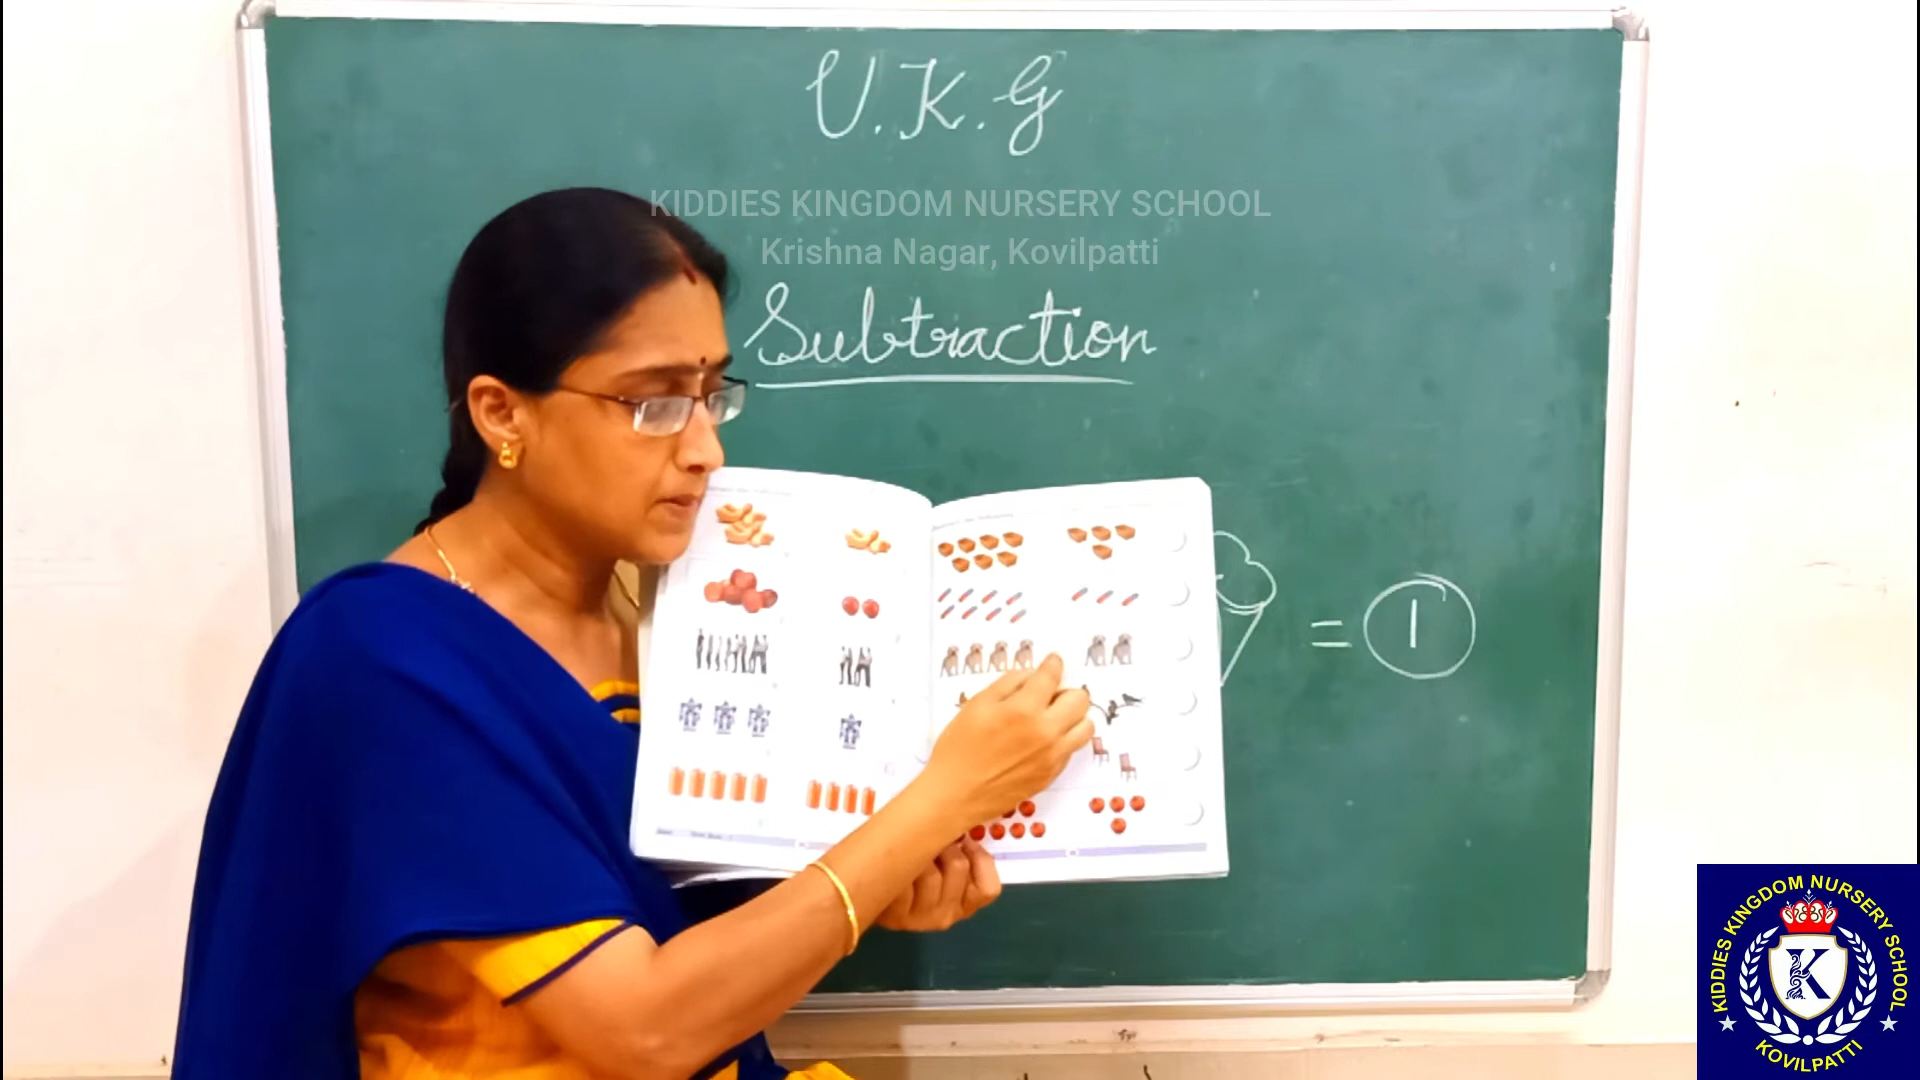 U.K.G
KIDDIES KINGDOM NURSERY SCHOOL
Krishna Nagar, Kovilpatti
Subtraction
= 1
KIDDIES KINGDOM NURSERY SCHOOL
K
KOVILPATTI